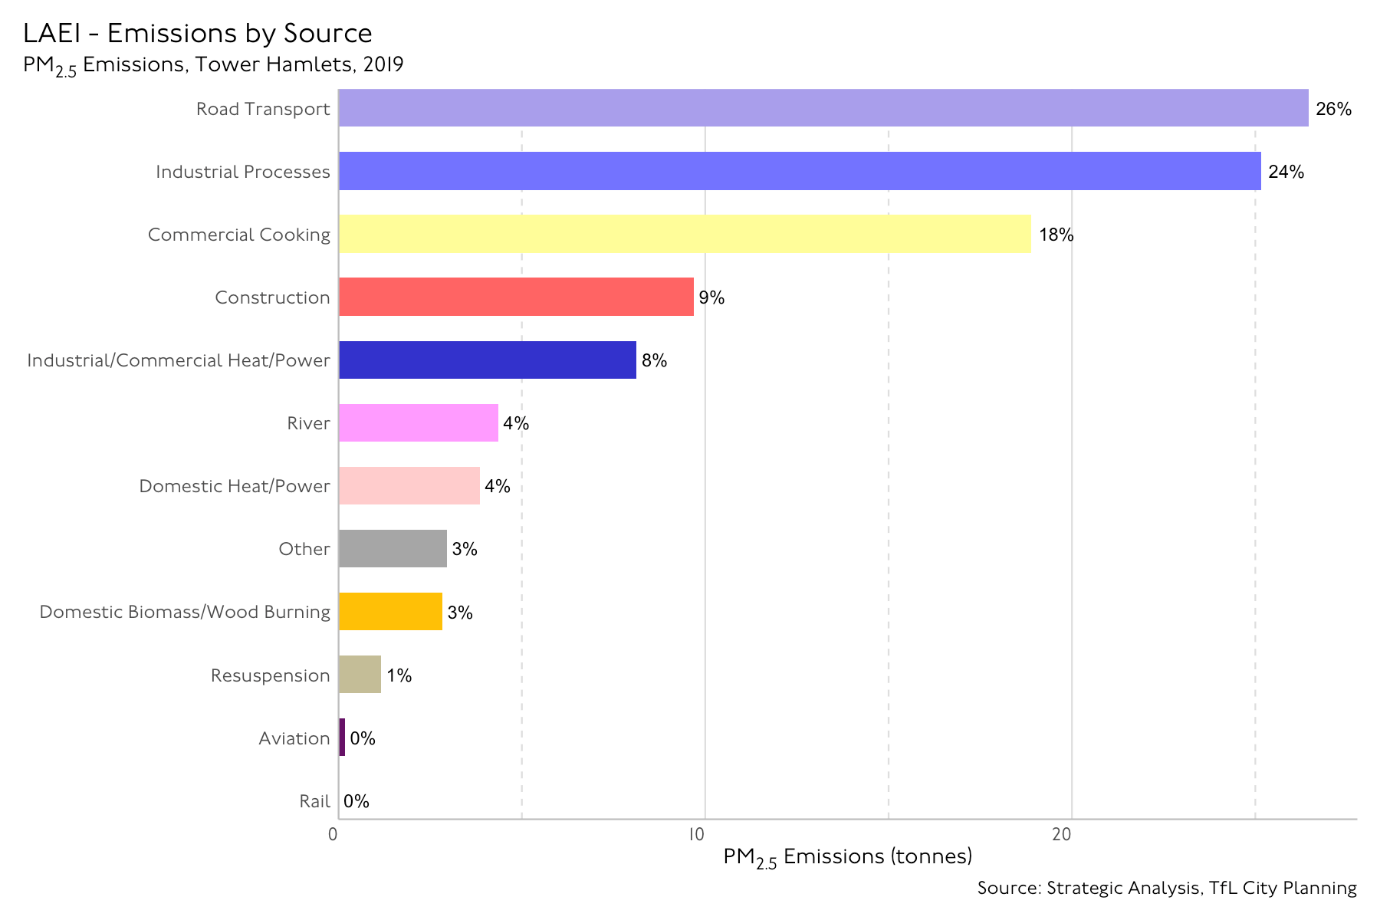 LAEI - Emissions by Source
PM2.5 Emissions, Tower Hamlets, 2019
Road Transport 26%
Industrial Processes 24%
Commercial Cooking 18%
Construction 9%
Industrial/Commercial Heat/Power 8%
River 4%
Domestic Heat/Power 4%
Other 3%
Domestic Biomass/Wood Burning 3%
Resuspension 1%
Aviation 0%
Rail 0%
0 10 20
PM2.5 Emissions (tonnes)
Source: Strategic Analysis, TfL City Planning